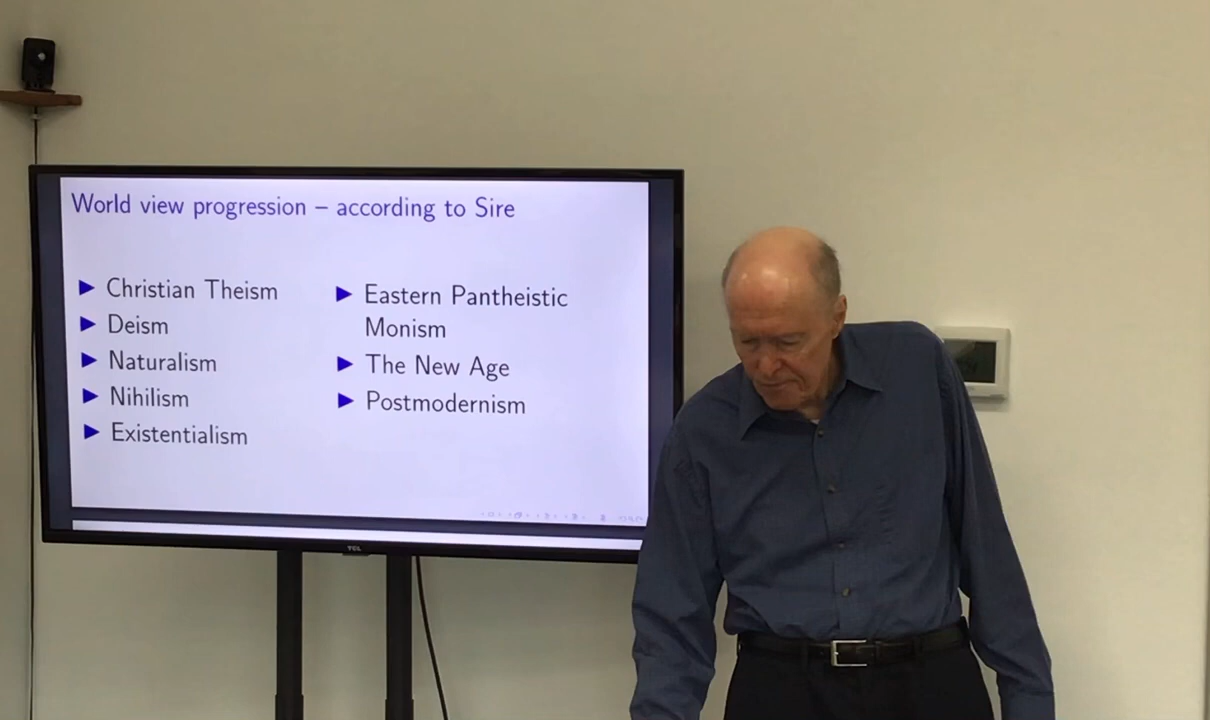 World view progression – according to Sire
▶ Christian Theism
▶ Deism
▶ Naturalism
▶ Nihilism
▶ Existentialism
▶ Eastern Pantheistic
Monism
▶ The New Age
▶ Postmodernism
TCL